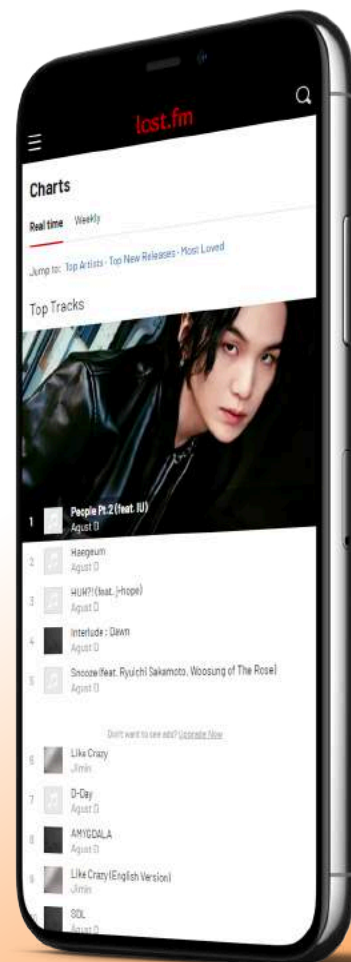 lost.fm
Charts
Real time Weekly
Jump to: Top Artists · Top New Releases · Most Loved
Top Tracks
1 People Pt.2 (feat. IU)
Agust D
2 Haegeum
Agust D
3 HUH?! (feat. j-hope)
Agust D
4 Interlude : Dawn
Agust D
5 Snooze (feat. Ryuichi Sakamoto, Woosung of The Rose)
Agust D
Don't want to see ads? Upgrade Now
6 Like Crazy
Jimin
7 D-Day
Agust D
8 AMYGDALA
Agust D
9 Like Crazy (English Version)
Jimin
10 SDL
Agust D